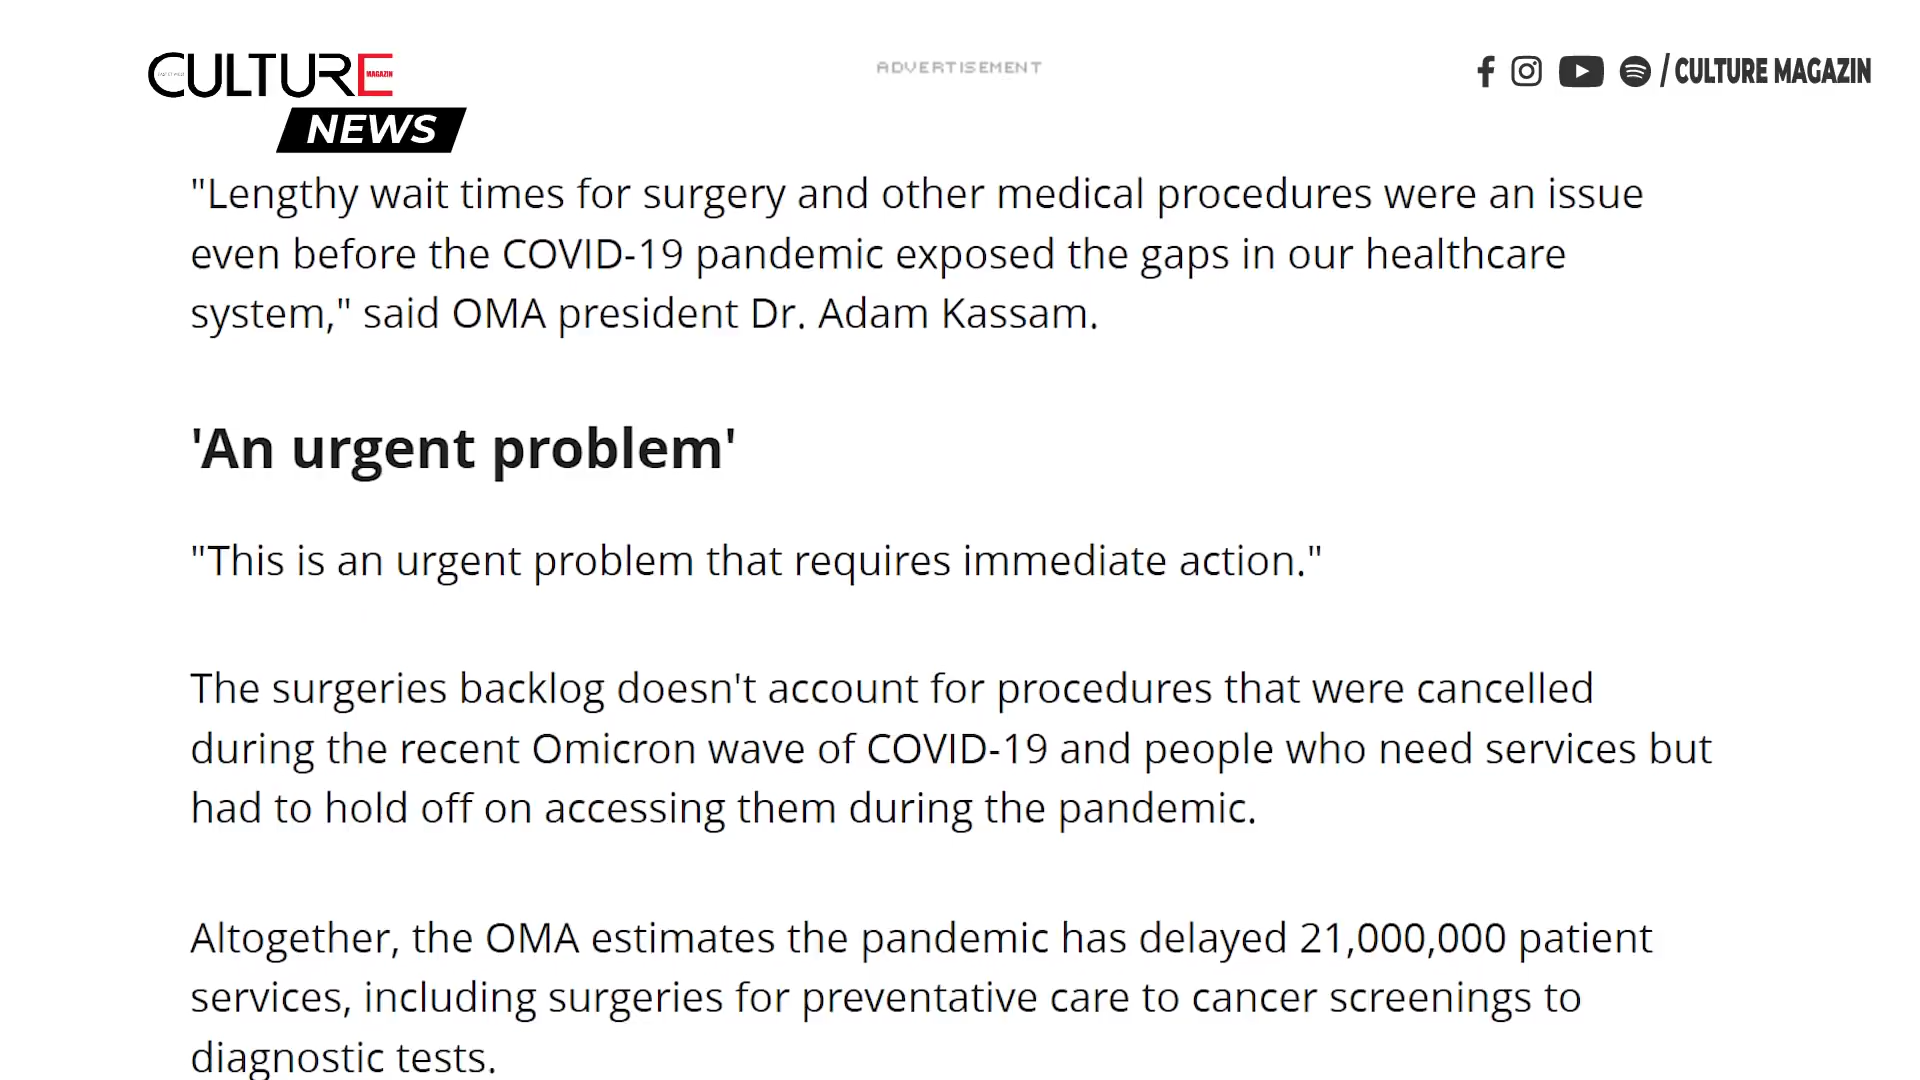 CULTURE
MAGAZIN
NEWS
ADVERTISEMENT
/ CULTURE MAGAZIN
"Lengthy wait times for surgery and other medical procedures were an issue
even before the COVID-19 pandemic exposed the gaps in our healthcare
system," said OMA president Dr. Adam Kassam.
'An urgent problem'
"This is an urgent problem that requires immediate action."
The surgeries backlog doesn't account for procedures that were cancelled
during the recent Omicron wave of COVID-19 and people who need services but
had to hold off on accessing them during the pandemic.
Altogether, the OMA estimates the pandemic has delayed 21,000,000 patient
services, including surgeries for preventative care to cancer screenings to
diagnostic tests.